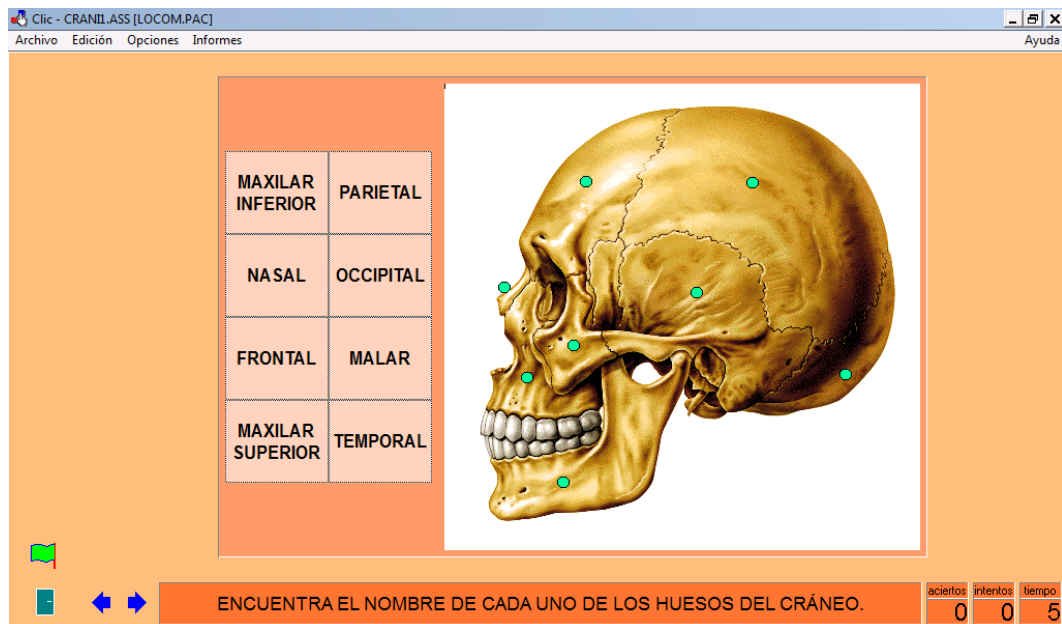 Clic - CRANI1.ASS [LOCOM.PAC]
Archivo Edición Opciones Informes Ayuda
MAXILAR
INFERIOR
PARIETAL
NASAL
OCCIPITAL
FRONTAL
MALAR
MAXILAR
SUPERIOR
TEMPORAL
ENCUENTRA EL NOMBRE DE CADA UNO DE LOS HUESOS DEL CRÁNEO.
aciertos intentos tiempo
0 0 5